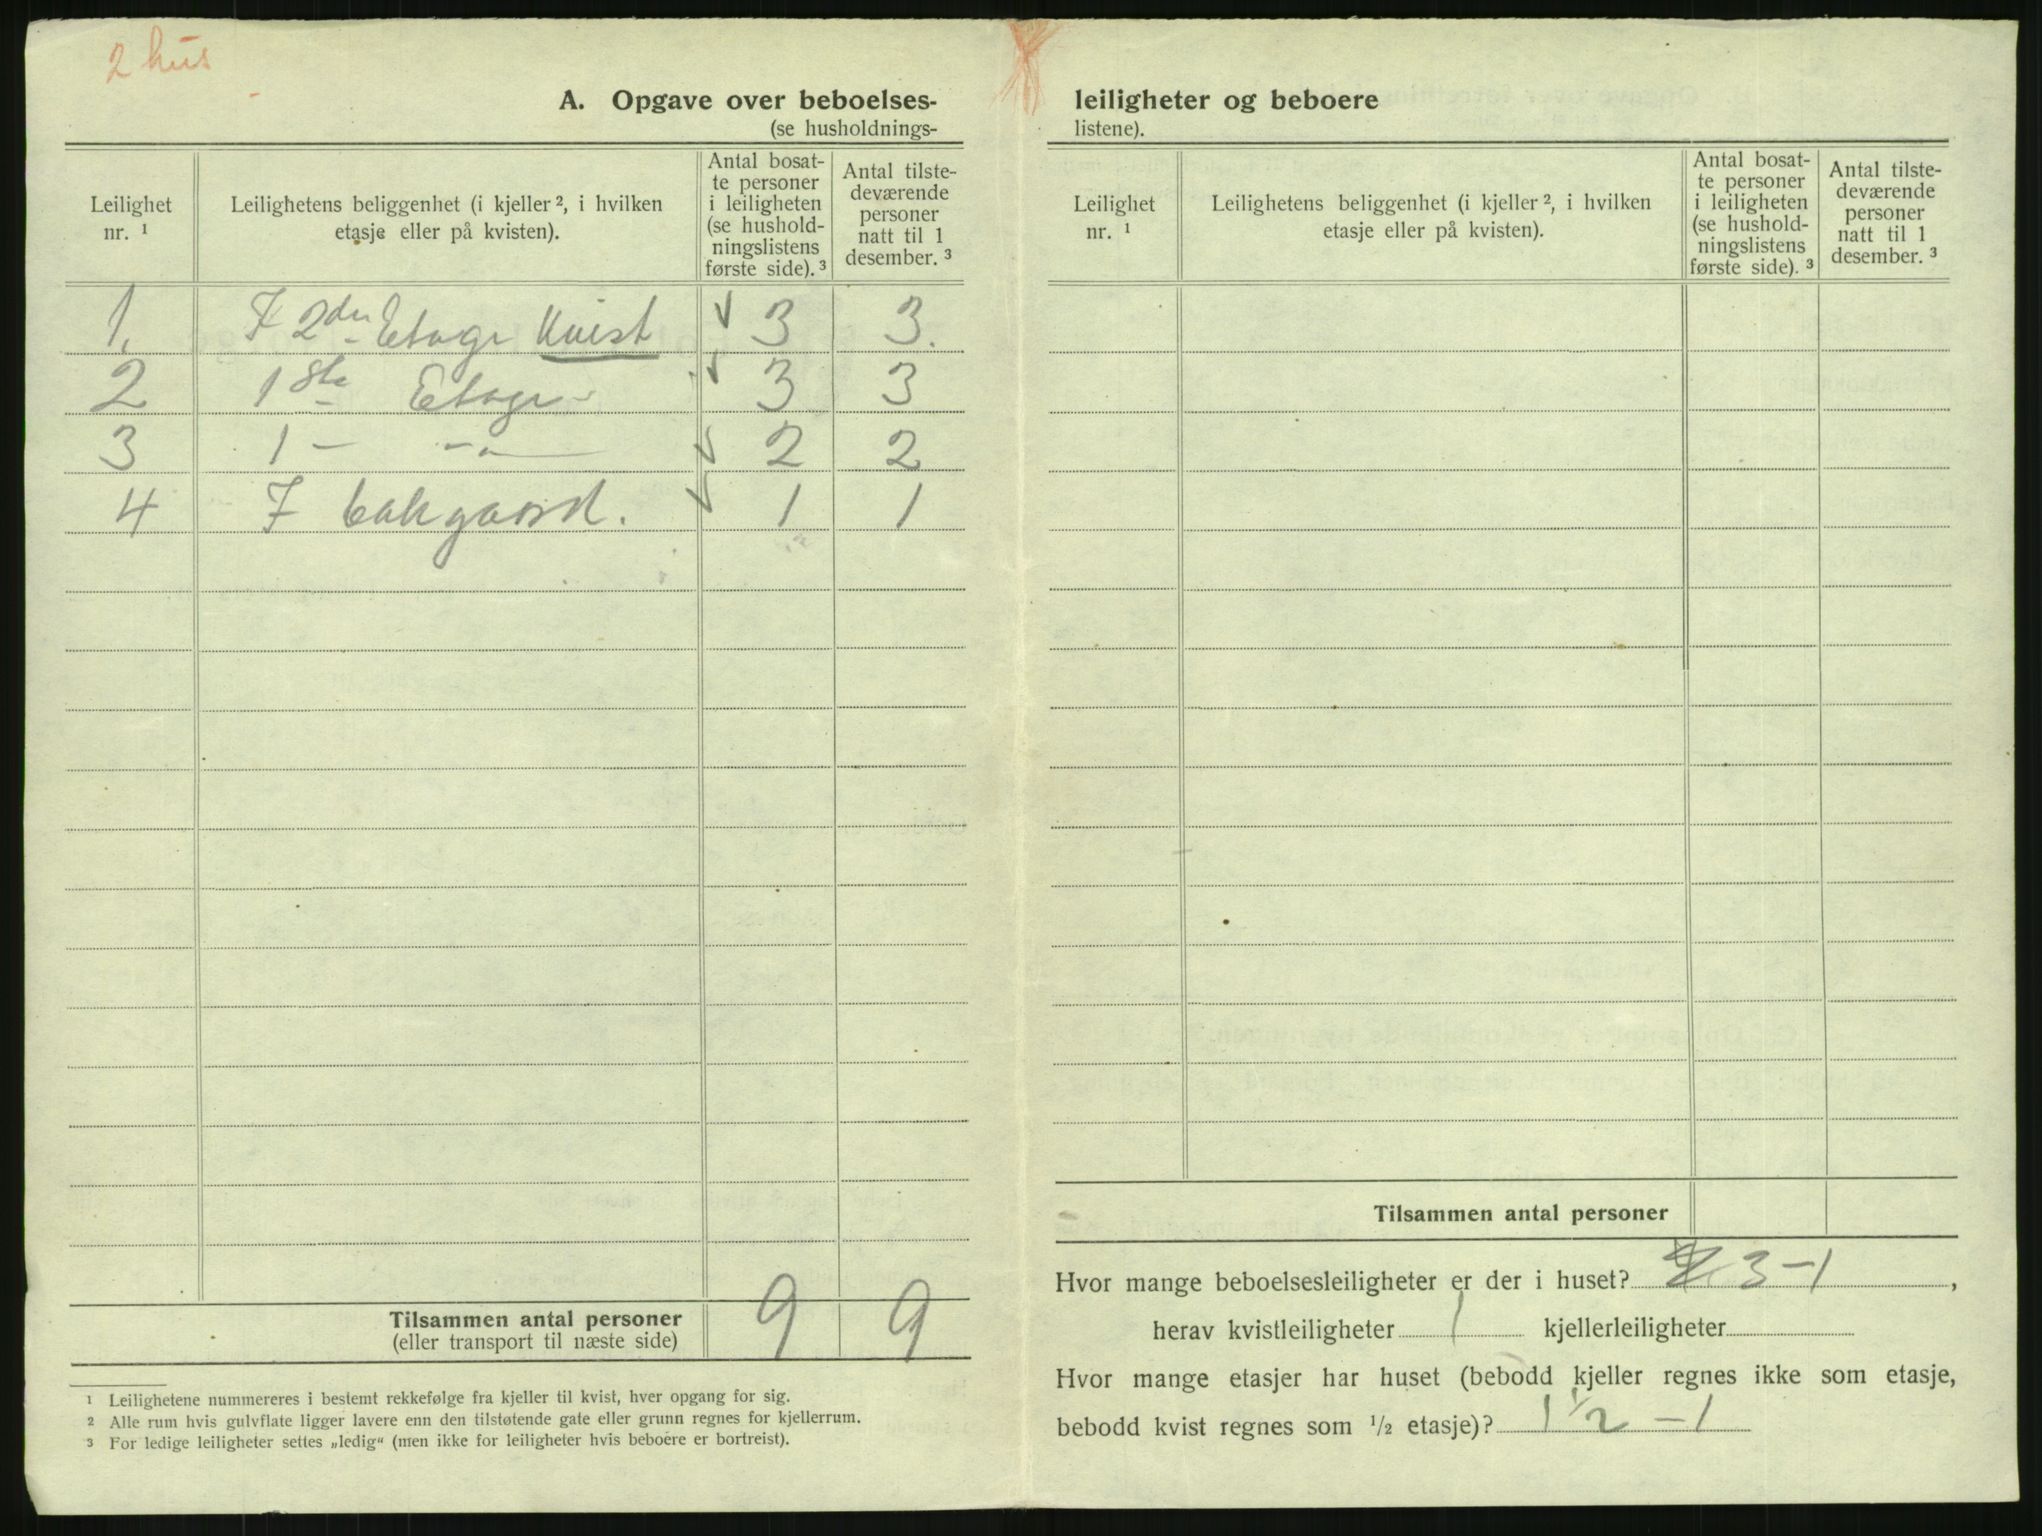 2 hus
A. Opgave over beboelses-
(se husholdnings-
Leilighet nr. ¹
Leilighetens beliggenhet (i kjeller ², i hvilken etasje eller på kvisten).
Antal bosatte personer i leiligheten (se husholdningslistens første side). ³
Antal tilstedeværende personer natt til 1 desember. ³
1. I 2den Etage Kvist √ 3 3.
2 1ste Etage √ 3 3
3 1 – –"– √ 2 2
4 I bakgaard. √ 1 1
Tilsammen antal personer 9 9
(eller transport til næste side)
¹ Leilighetene nummereres i bestemt rekkefølge fra kjeller til kvist, hver opgang for sig.
² Alle rum hvis gulvflate ligger lavere enn den tilstøtende gate eller grunn regnes for kjellerrum.
³ For ledige leiligheter settes „ledig“ (men ikke for leiligheter hvis beboere er bortreist).
leiligheter og beboere
listene).
Leilighet nr. ¹
Leilighetens beliggenhet (i kjeller ², i hvilken etasje eller på kvisten).
Antal bosatte personer i leiligheten (se husholdningslistens første side). ³
Antal tilstedeværende personer natt til 1 desember. ³
Tilsammen antal personer
Hvor mange beboelsesleiligheter er der i huset? 3 – 1 ,
herav kvistleiligheter 1 kjellerleiligheter
Hvor mange etasjer har huset (bebodd kjeller regnes ikke som etasje,
bebodd kvist regnes som ½ etasje)? 1 ½ – 1